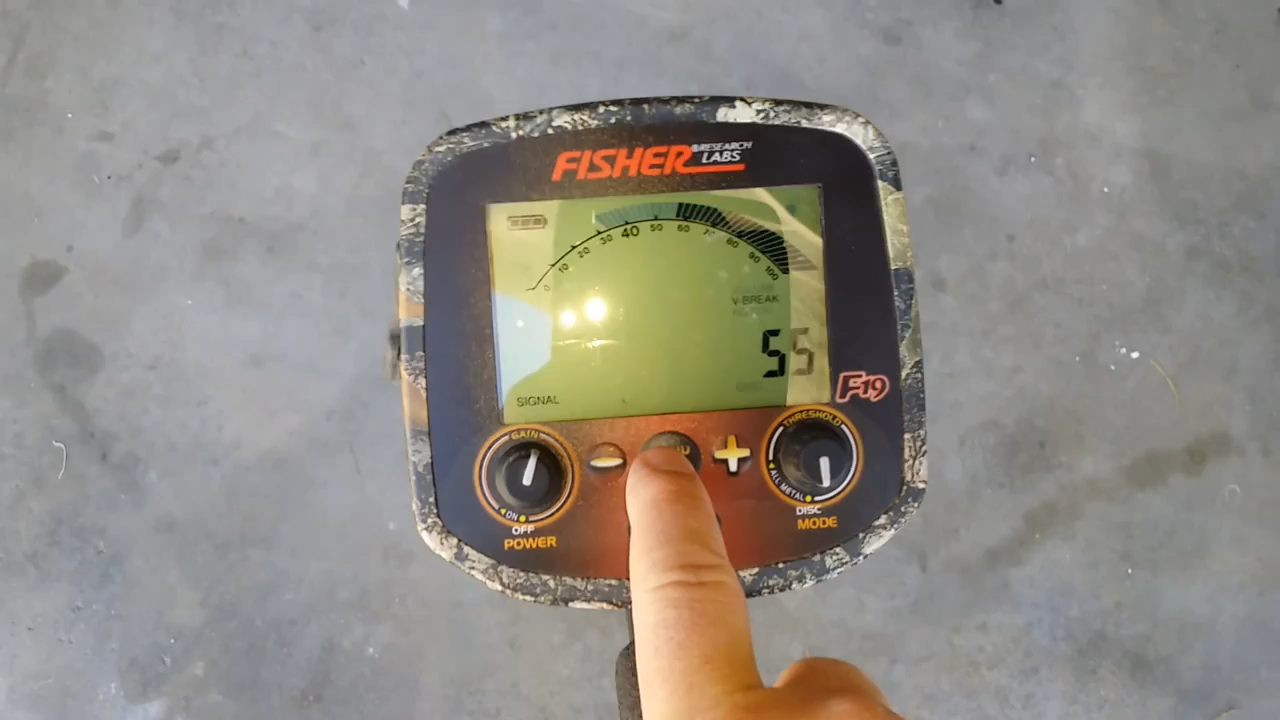 FISHER RESEARCH LABS
0 10 20 30 40 50 60 70 80 90 100
V-BREAK
55
SIGNAL
F19
GAIN
ON
OFF
POWER
THRESHOLD
ALL METAL
DISC
MODE